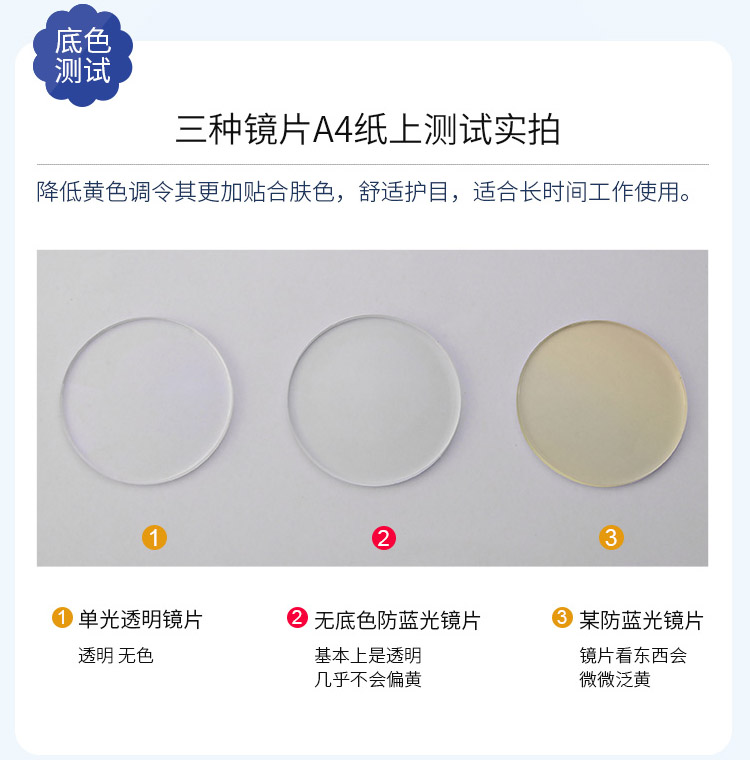 底色
测试
三种镜片A4纸上测试实拍
降低黄色调令其更加贴合肤色，舒适护目，适合长时间工作使用。
1 2 3
1 单光透明镜片 2 无底色防蓝光镜片 3 某防蓝光镜片
透明 无色 基本上是透明 镜片看东西会
几乎不会偏黄 微微泛黄